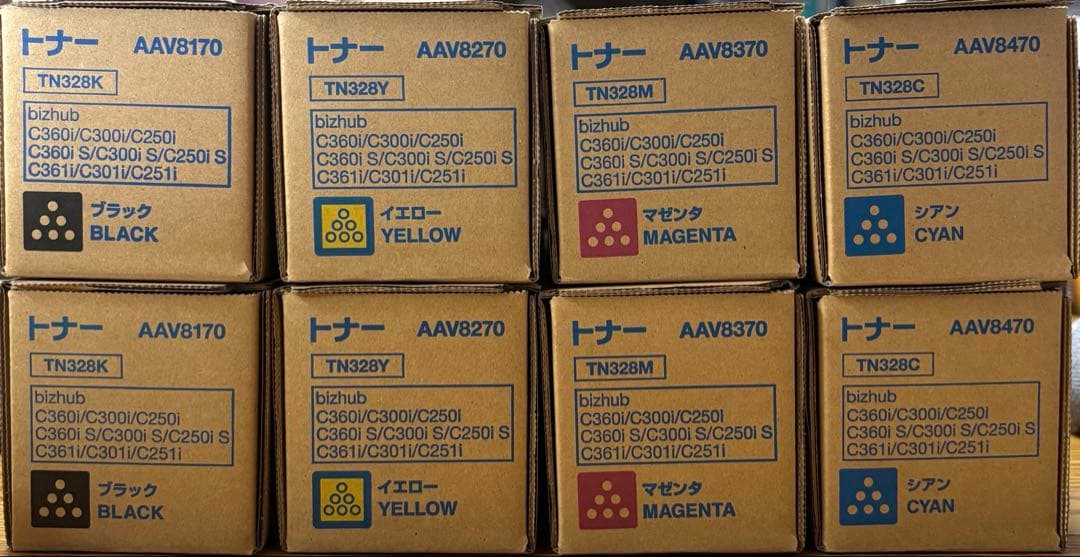 トナー AAV8170
TN328K
bizhub
C360i/C300i/C250i
C360i S/C300i S/C250i S
C361i/C301i/C251i
ブラック
BLACK
トナー AAV8270
TN328Y
bizhub
C360i/C300i/C250i
C360i S/C300i S/C250i S
C361i/C301i/C251i
イエロー
YELLOW
トナー AAV8370
TN328M
bizhub
C360i/C300i/C250i
C360i S/C300i S/C250i S
C361i/C301i/C251i
マゼンタ
MAGENTA
トナー AAV8470
TN328C
bizhub
C360i/C300i/C250i
C360i S/C300i S/C250i S
C361i/C301i/C251i
シアン
CYAN
トナー AAV8170
TN328K
bizhub
C360i/C300i/C250i
C360i S/C300i S/C250i S
C361i/C301i/C251i
ブラック
BLACK
トナー AAV8270
TN328Y
bizhub
C360i/C300i/C250i
C360i S/C300i S/C250i S
C361i/C301i/C251i
イエロー
YELLOW
トナー AAV8370
TN328M
bizhub
C360i/C300i/C250i
C360i S/C300i S/C250i S
C361i/C301i/C251i
マゼンタ
MAGENTA
トナー AAV8470
TN328C
bizhub
C360i/C300i/C250i
C360i S/C300i S/C250i S
C361i/C301i/C251i
シアン
CYAN